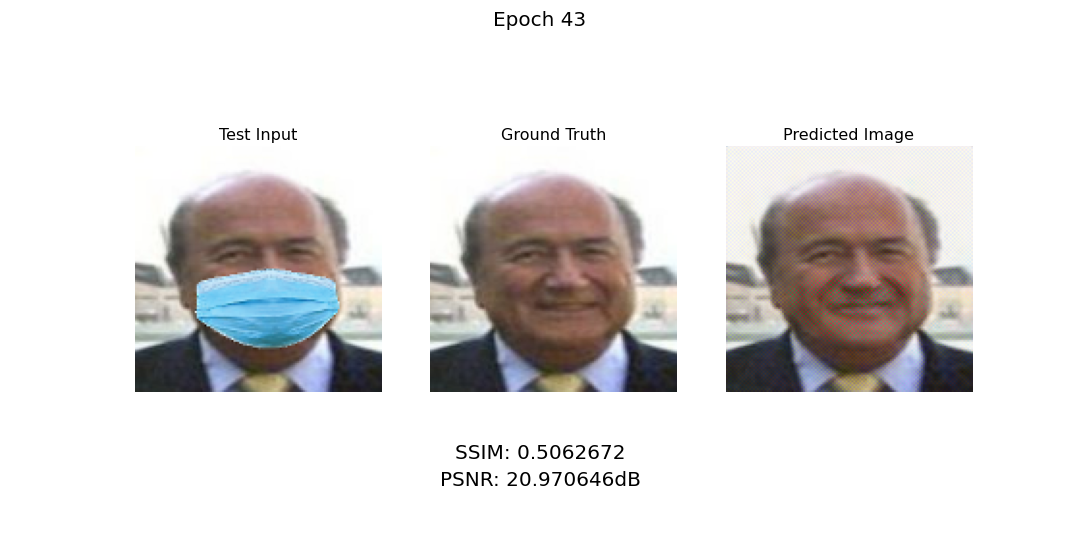 Epoch 43
Test Input
Ground Truth
Predicted Image
SSIM: 0.5062672
PSNR: 20.970646dB